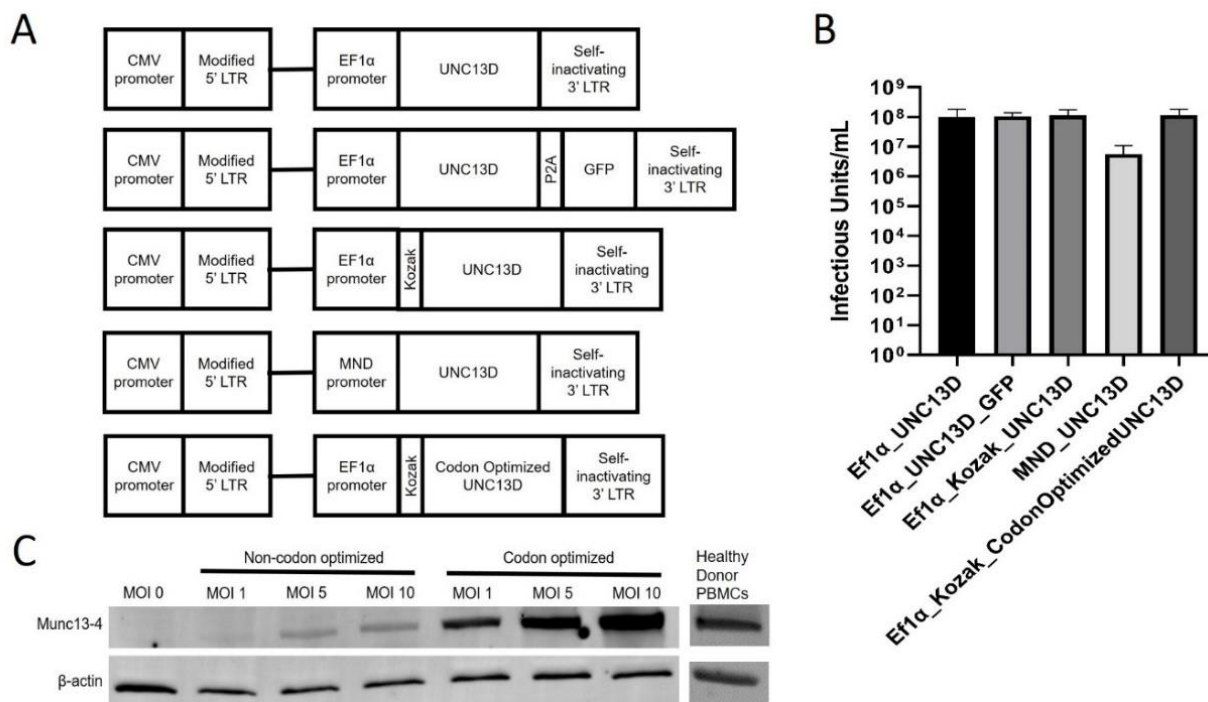 A
CMV promoter
Modified 5' LTR
EF1α promoter
UNC13D
Self-inactivating 3' LTR
CMV promoter
Modified 5' LTR
EF1α promoter
UNC13D
P2A
GFP
Self-inactivating 3' LTR
CMV promoter
Modified 5' LTR
EF1α promoter
Kozak
UNC13D
Self-inactivating 3' LTR
CMV promoter
Modified 5' LTR
MND promoter
UNC13D
Self-inactivating 3' LTR
CMV promoter
Modified 5' LTR
EF1α promoter
Kozak
Codon Optimized UNC13D
Self-inactivating 3' LTR
B
Infectious Units/mL
10⁹
10⁸
10⁷
10⁶
10⁵
10⁴
10³
10²
10¹
10⁰
Ef1α_UNC13D
Ef1α_UNC13D_GFP
Ef1α_Kozak_UNC13D
MND_UNC13D
Ef1α_Kozak_CodonOptimizedUNC13D
C
Non-codon optimized
Codon optimized
Healthy
Donor
PBMCs
MOI 0
MOI 1
MOI 5
MOI 10
MOI 1
MOI 5
MOI 10
Munc13-4
β-actin